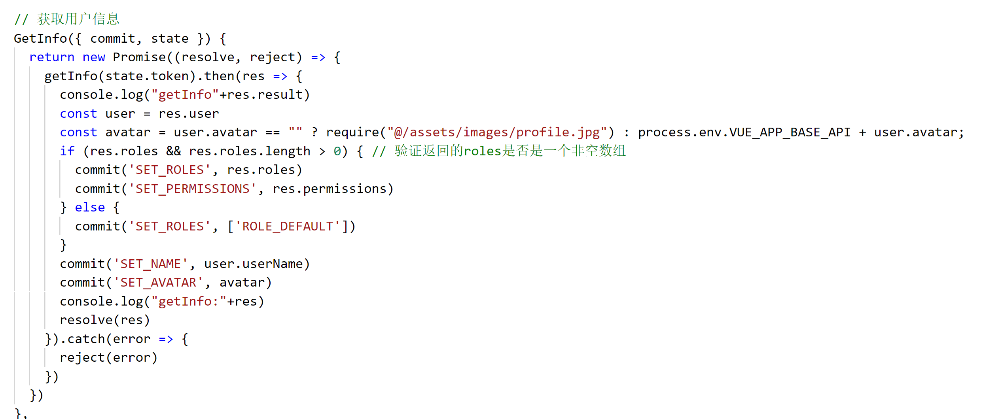 // 获取用户信息
GetInfo({ commit, state }) {
  return new Promise((resolve, reject) => {
    getInfo(state.token).then(res => {
      console.log("getInfo"+res.result)
      const user = res.user
      const avatar = user.avatar == "" ? require("@/assets/images/profile.jpg") : process.env.VUE_APP_BASE_API + user.avatar;
      if (res.roles && res.roles.length > 0) { // 验证返回的roles是否是一个非空数组
        commit('SET_ROLES', res.roles)
        commit('SET_PERMISSIONS', res.permissions)
      } else {
        commit('SET_ROLES', ['ROLE_DEFAULT'])
      }
      commit('SET_NAME', user.userName)
      commit('SET_AVATAR', avatar)
      console.log("getInfo:"+res)
      resolve(res)
    }).catch(error => {
      reject(error)
    })
  })
},